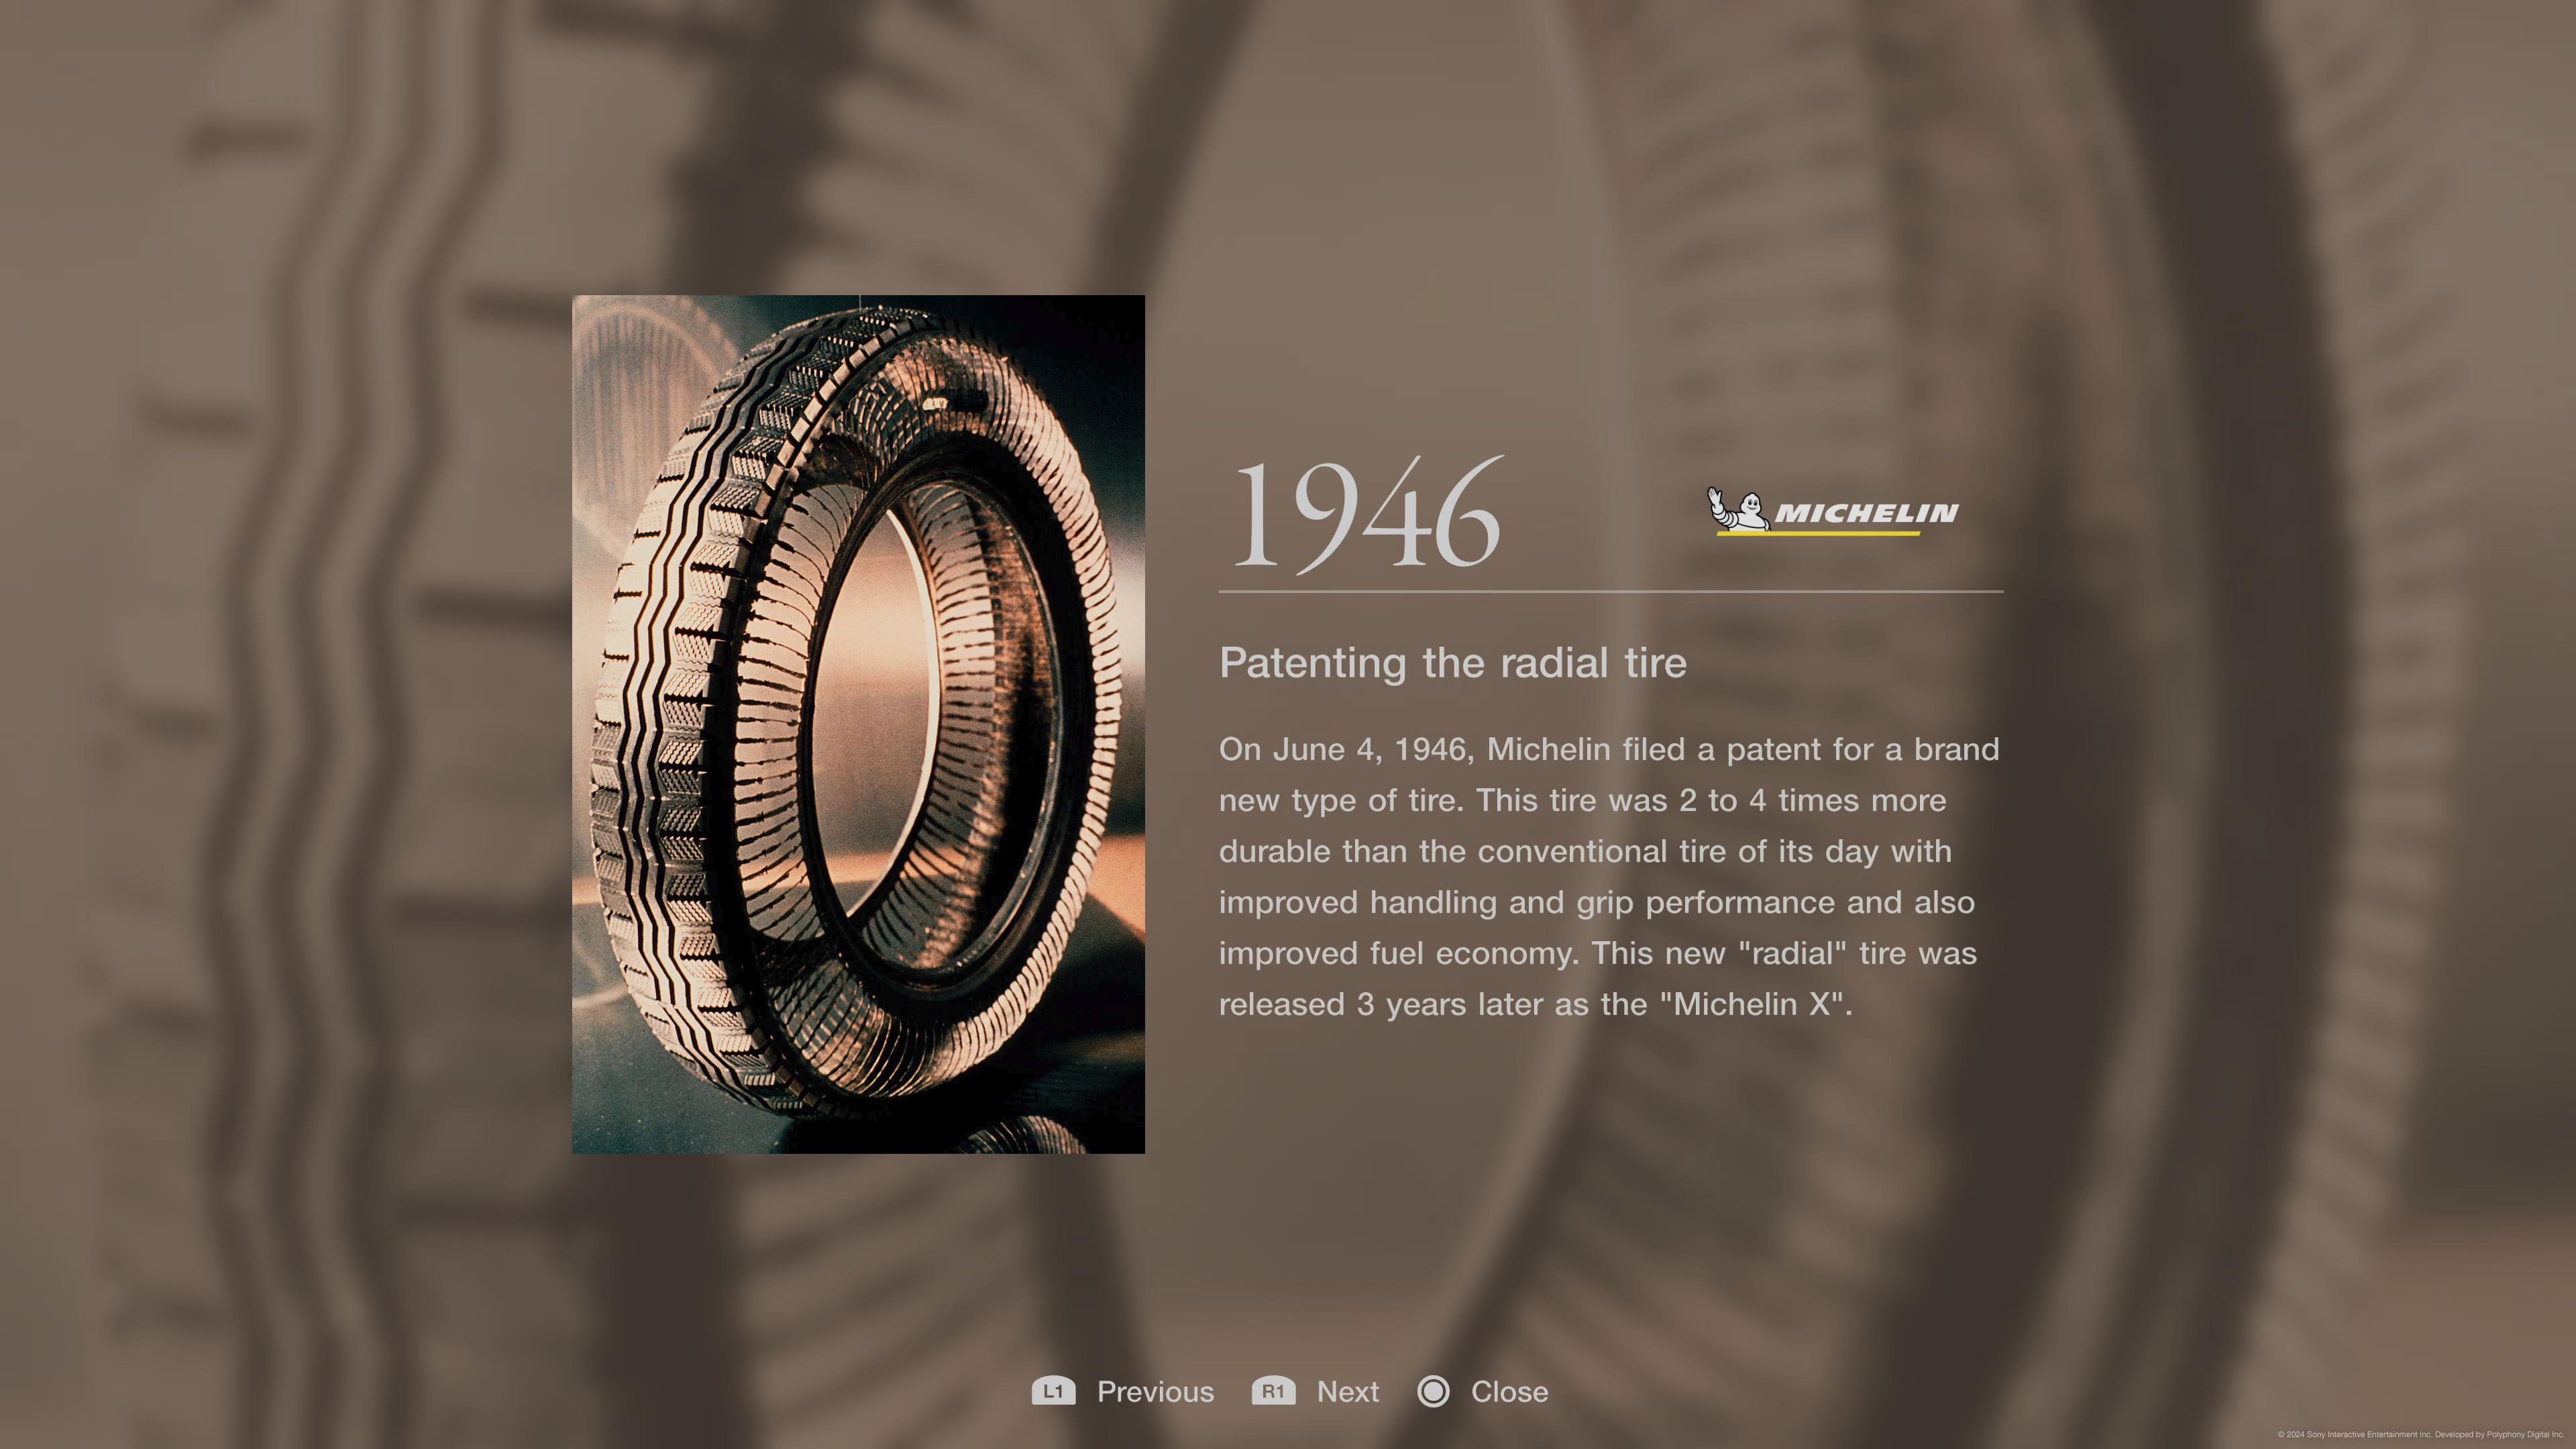 1946
MICHELIN
Patenting the radial tire
On June 4, 1946, Michelin filed a patent for a brand
new type of tire. This tire was 2 to 4 times more
durable than the conventional tire of its day with
improved handling and grip performance and also
improved fuel economy. This new "radial" tire was
released 3 years later as the "Michelin X".
L1 Previous R1 Next Close
© 2024 Sony Interactive Entertainment Inc. Developed by Polyphony Digital Inc.